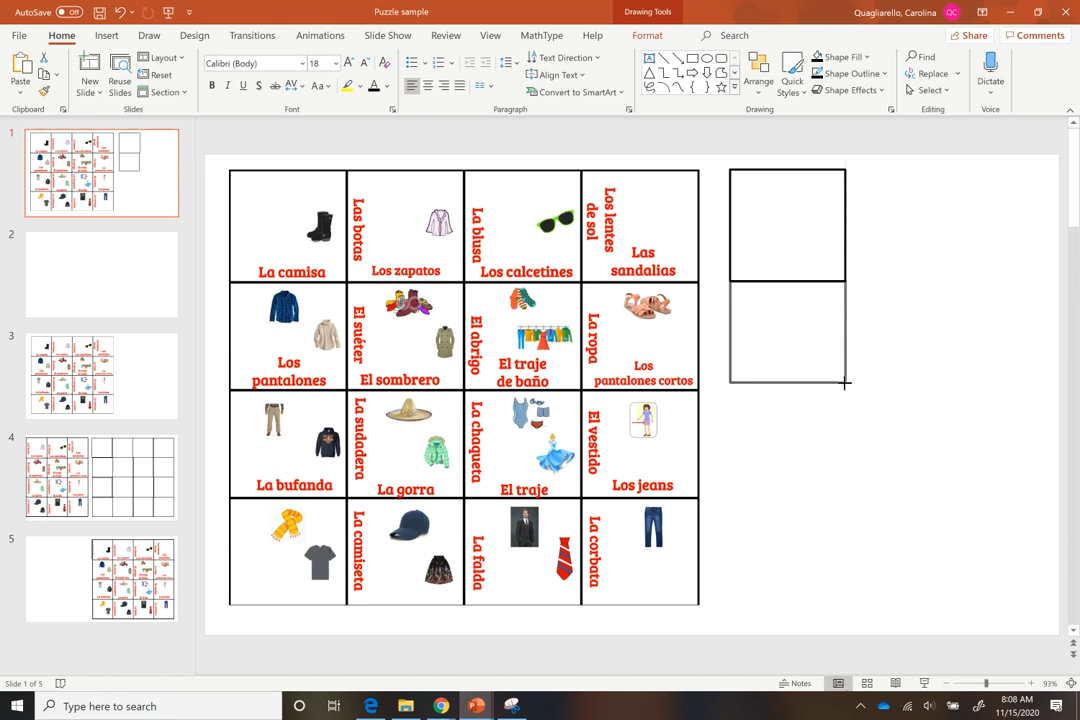 AutoSave Off
Puzzle sample
Drawing Tools
Quagliarello, Carolina QC
File Home Insert Draw Design Transitions Animations Slide Show Review View MathType Help Format Search Share Comments
Paste
New Slide
Reuse Slides
Layout
Reset
Section
Calibri (Body) 18
Text Direction
Align Text
Convert to SmartArt
Arrange
Quick Styles
Shape Fill
Shape Outline
Shape Effects
Find
Replace
Select
Dictate
Clipboard Slides Font Paragraph Drawing Editing Voice
1
2
3
4
5
La camisa
Las botas
Los zapatos
La blusa
Los calcetines
Los lentes
de sol
Las
sandalias
Los
pantalones
El suéter
El sombrero
El abrigo
El traje
de baño
La ropa
Los
pantalones cortos
La bufanda
La sudadera
La gorra
La chaqueta
El traje
El vestido
Los jeans
La camiseta
La falda
La corbata
Slide 1 of 5
Notes
93%
Type here to search
8:08 AM
11/15/2020